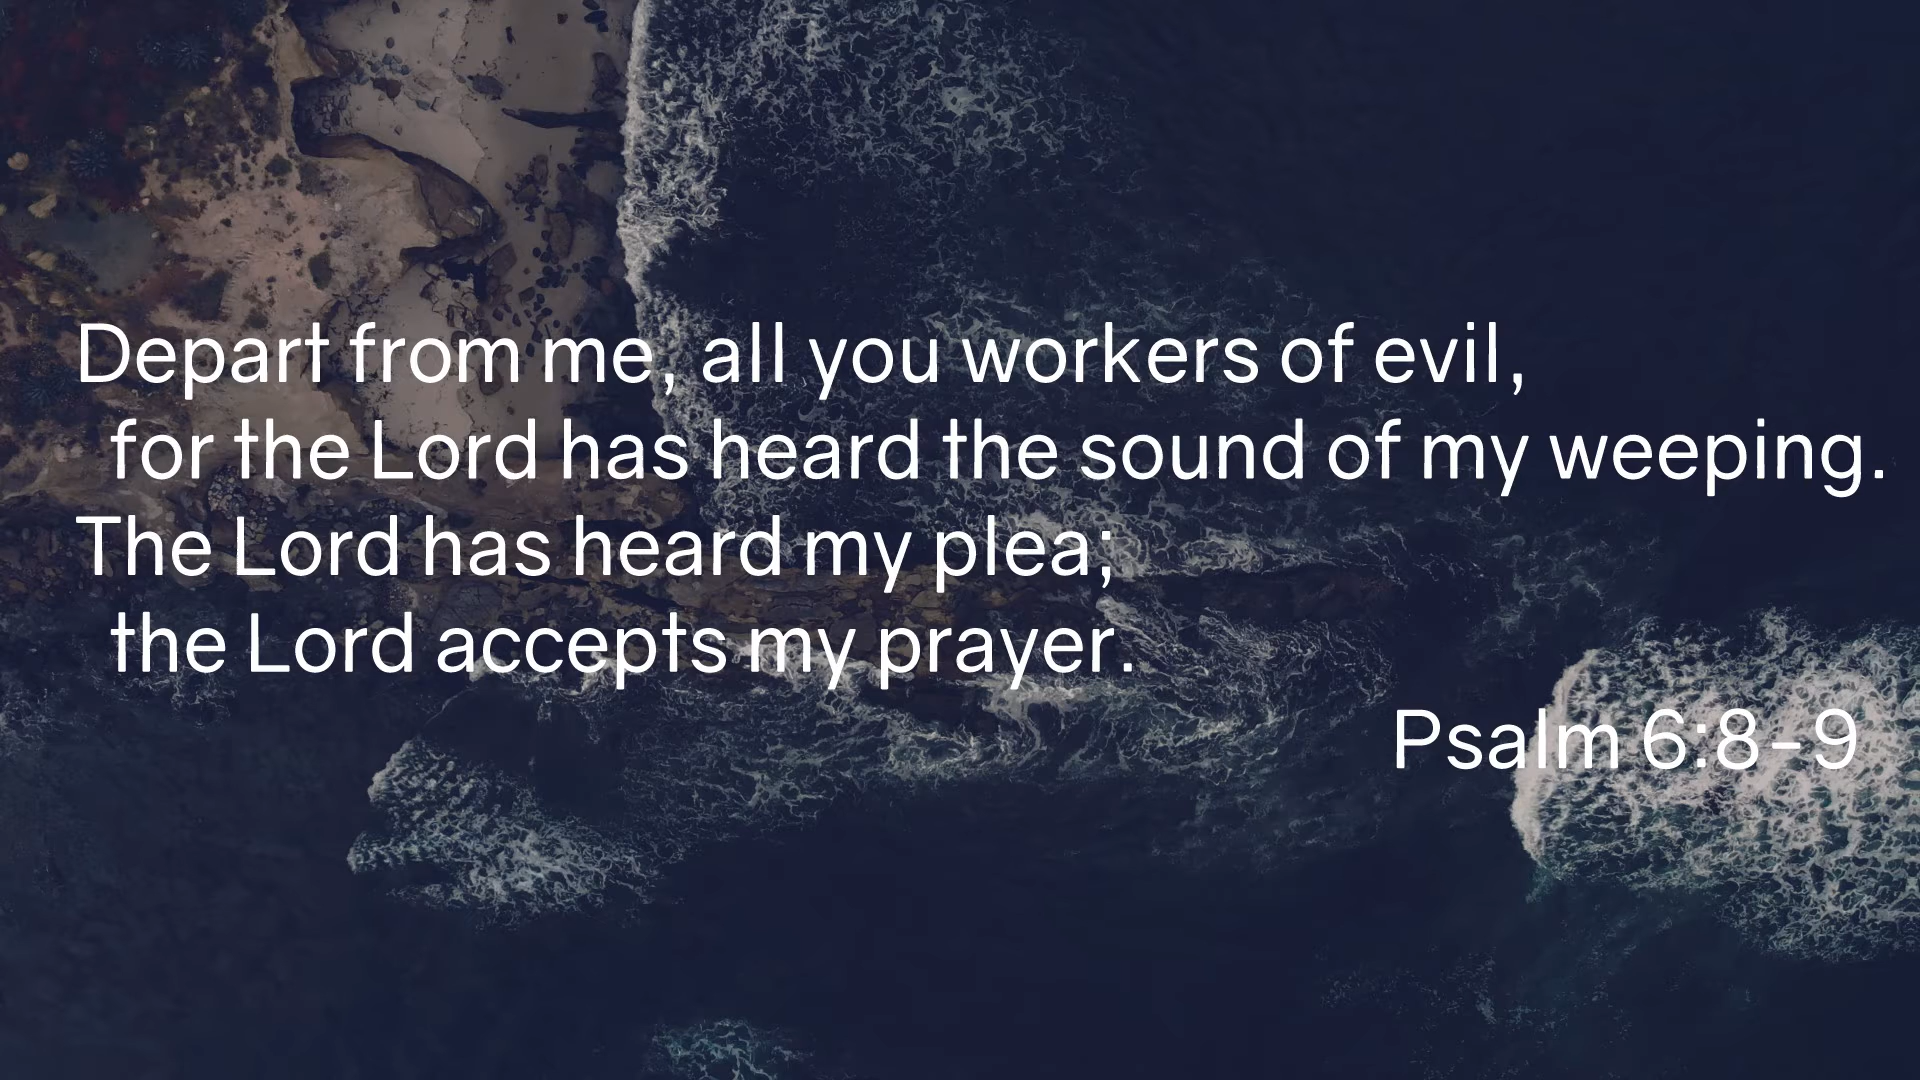 Depart from me, all you workers of evil,
for the Lord has heard the sound of my weeping.
The Lord has heard my plea;
the Lord accepts my prayer.
Psalm 6:8–9